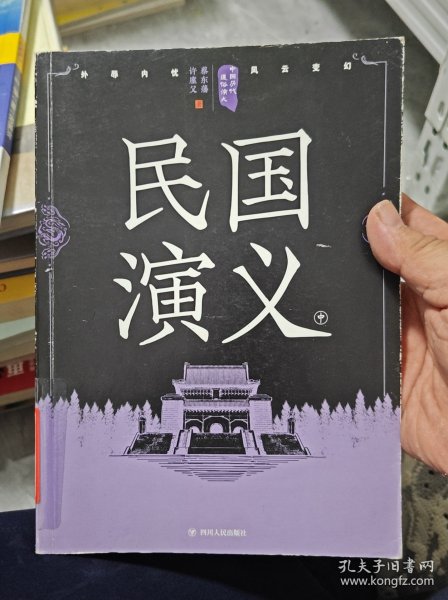 外辱内忧
风云变幻
蔡东藩
许廑父
著
中国历代
通俗演义
民国
演义
中
四川人民出版社
孔夫子旧书网
www.kongfz.com